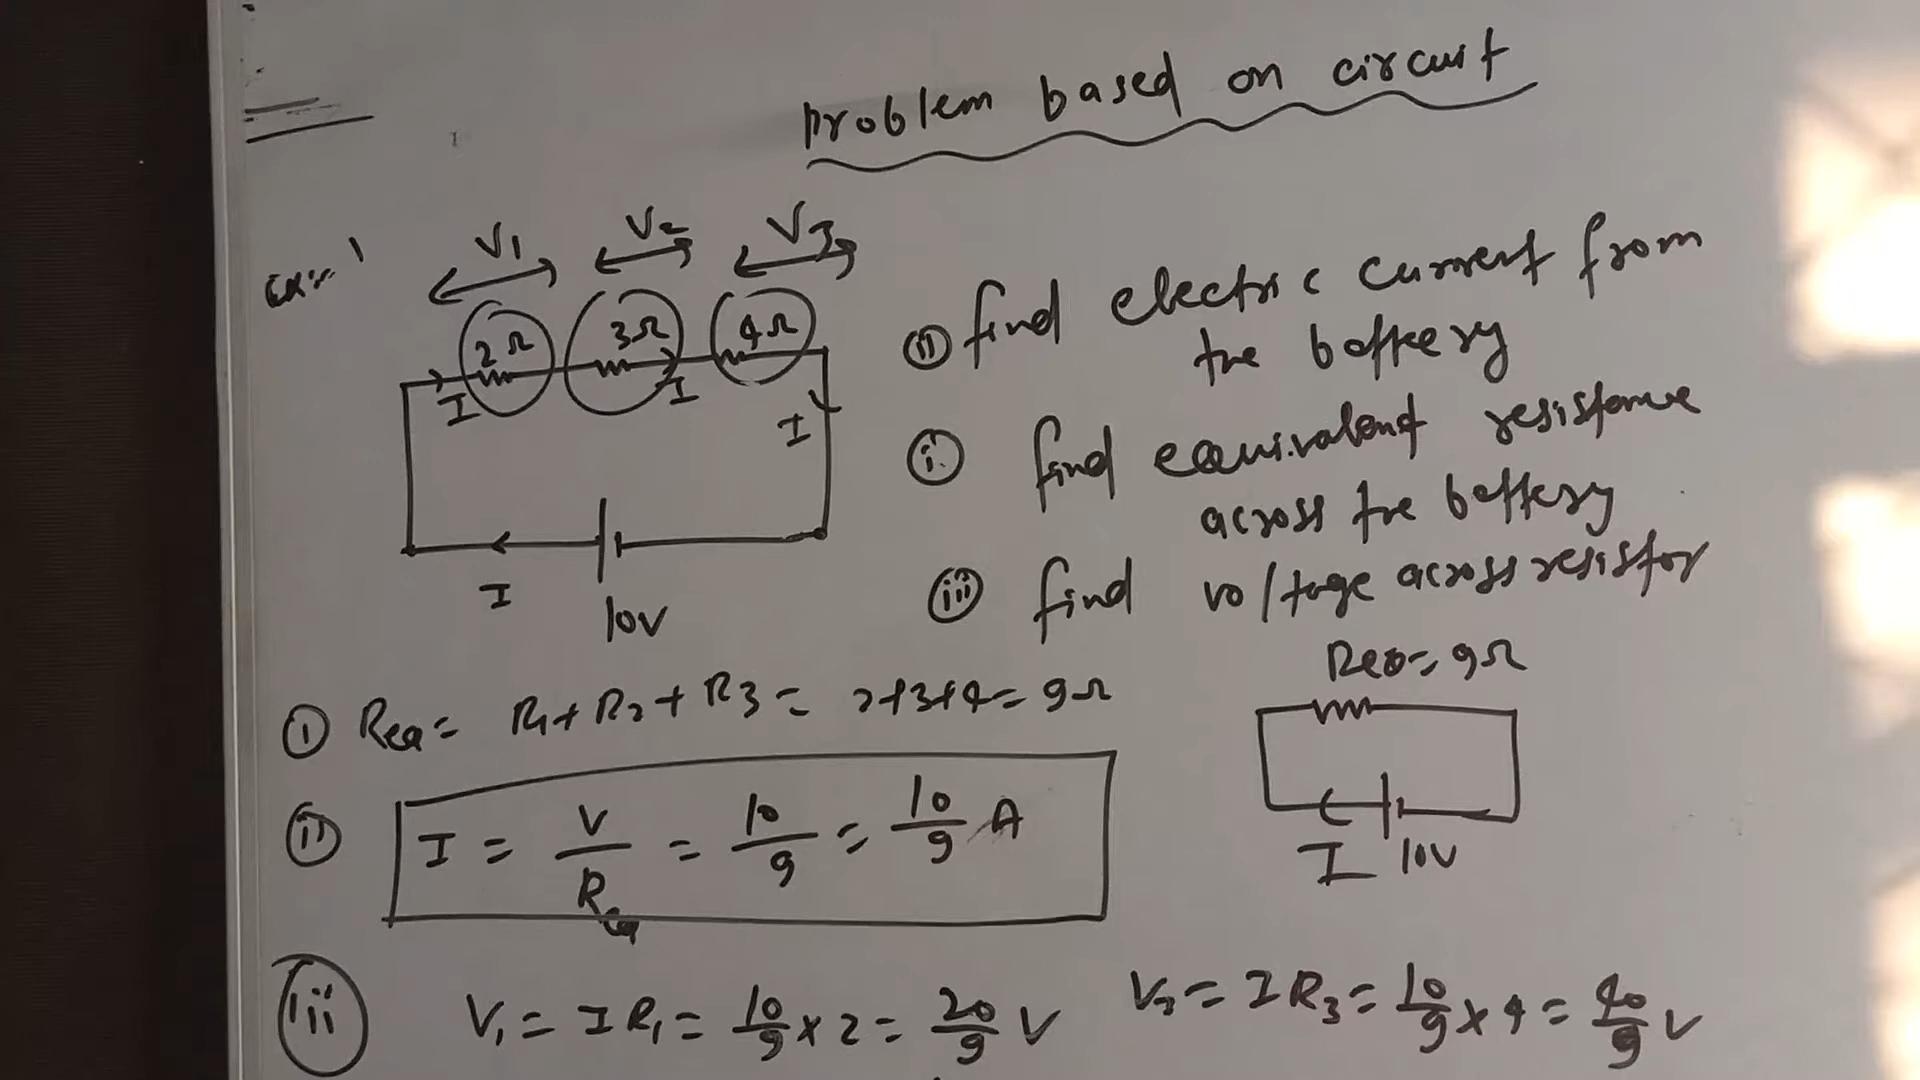 Problem based on circuit
Ex:- 1
V1 V2 V3
2Ω 3Ω 4Ω
I I I
I 10V
(ii) find electric current from
the battery
(i) find equivalent resistance
across the battery
(iii) find voltage across resistor
Req = 9Ω
(i) Req = R1 + R2 + R3 = 2+3+4 = 9Ω
(ii) I = V/Req = 10/9 = 10/9 A
I 10V
(iii) V1 = I R1 = 10/9 × 2 = 20/9 V
V3 = I R3 = 10/9 × 4 = 40/9 V